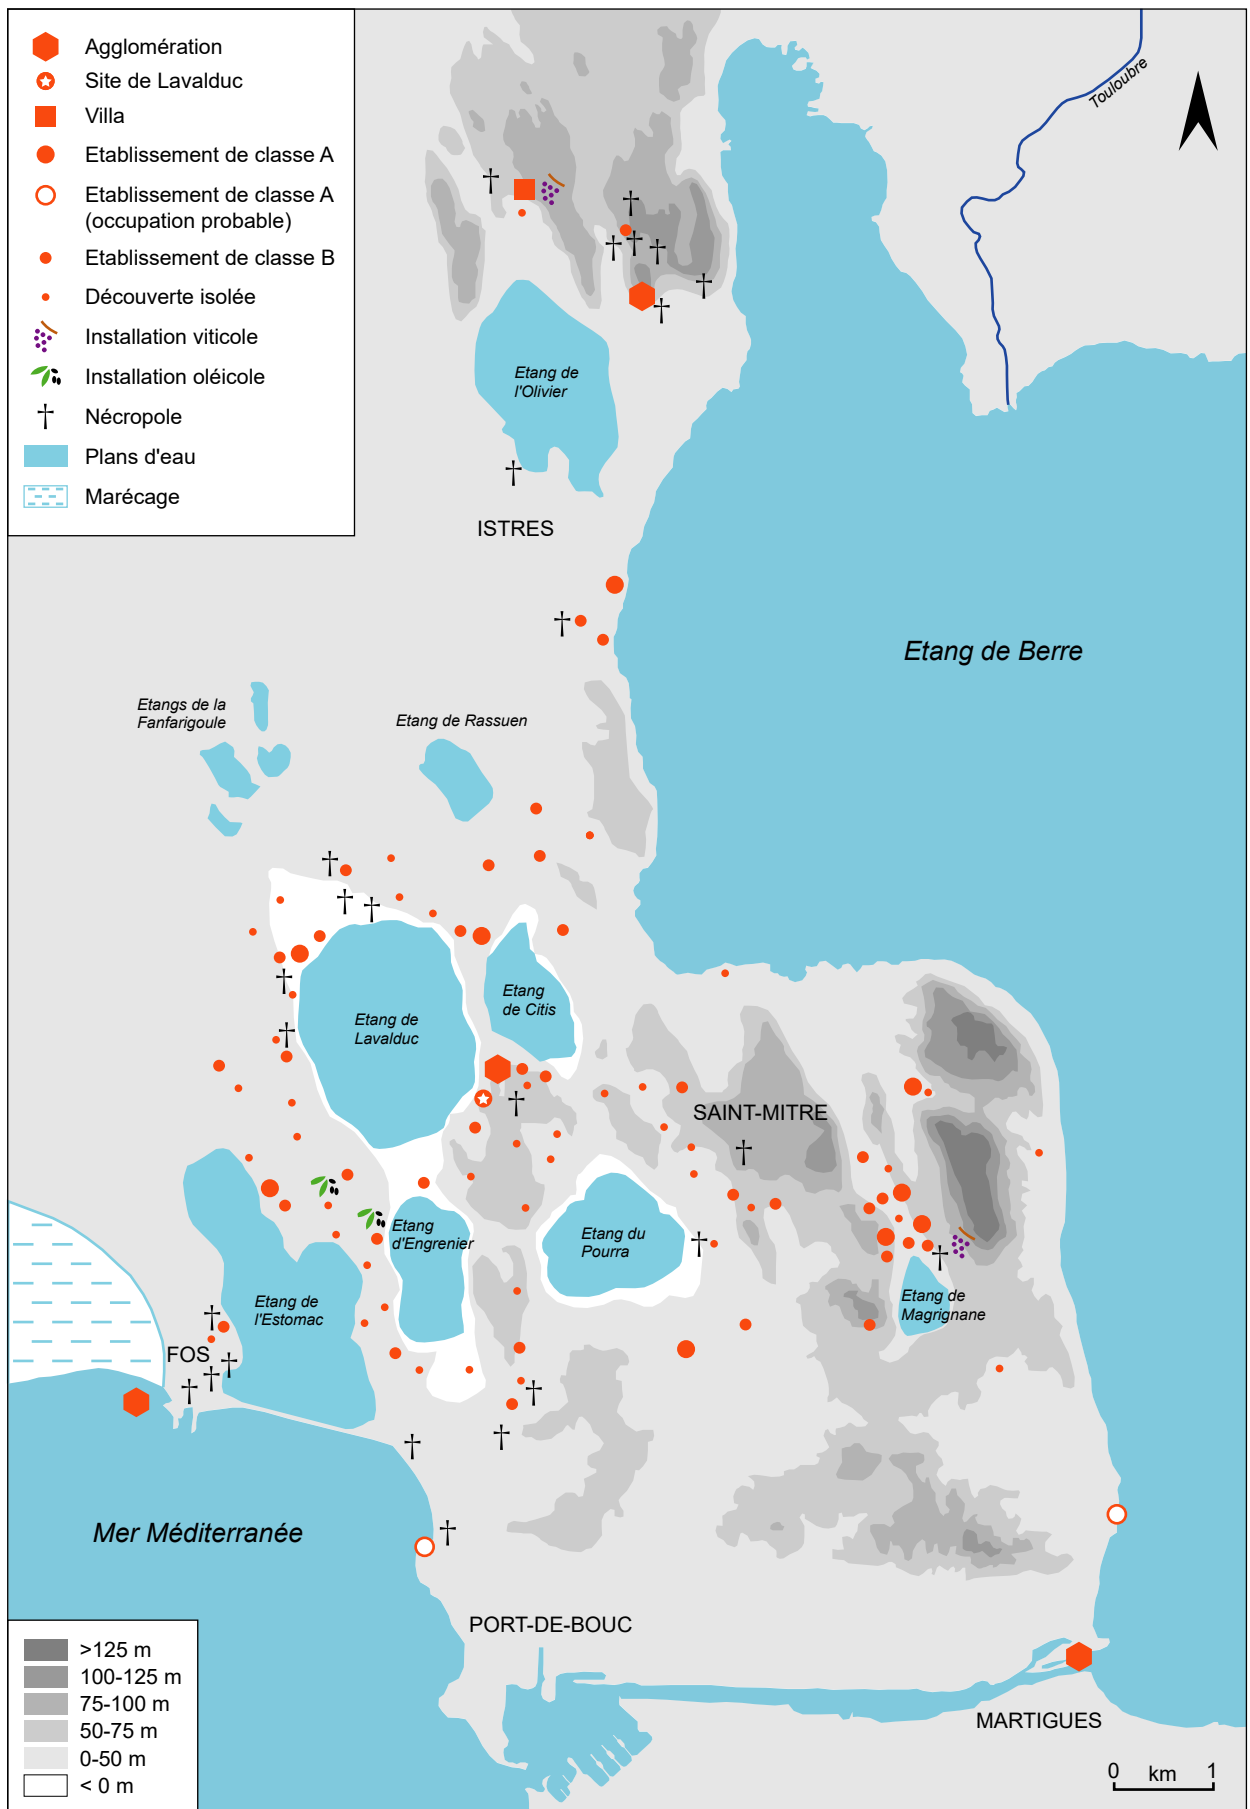 Agglomération
Site de Lavalduc
Villa
Etablissement de classe A
Etablissement de classe A
(occupation probable)
Etablissement de classe B
Découverte isolée
Installation viticole
Installation oléicole
Nécropole
Plans d'eau
Marécage
Touloubre
Etang de
l'Olivier
ISTRES
Etang de Berre
Etangs de la
Fanfarigoule
Etang de Rassuen
Etang
de Citis
Etang de
Lavalduc
SAINT-MITRE
Etang
d'Engrenier
Etang du
Pourra
Etang de
l'Estomac
Etang de
Magrignane
FOS
Mer Méditerranée
PORT-DE-BOUC
MARTIGUES
>125 m
100-125 m
75-100 m
50-75 m
0-50 m
< 0 m
0 km 1